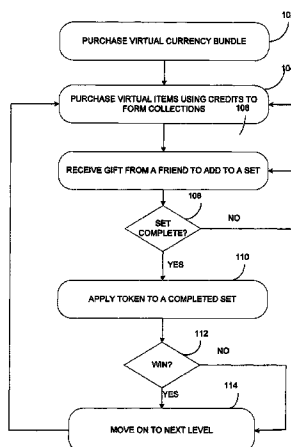 PURCHASE VIRTUAL CURRENCY BUNDLE
PURCHASE VIRTUAL ITEMS USING CREDITS TO
FORM COLLECTIONS
106
RECEIVE GIFT FROM A FRIEND TO ADD TO A SET
108
SET
COMPLETE?
NO
YES
110
APPLY TOKEN TO A COMPLETED SET
112
WIN?
NO
YES
114
MOVE ON TO NEXT LEVEL